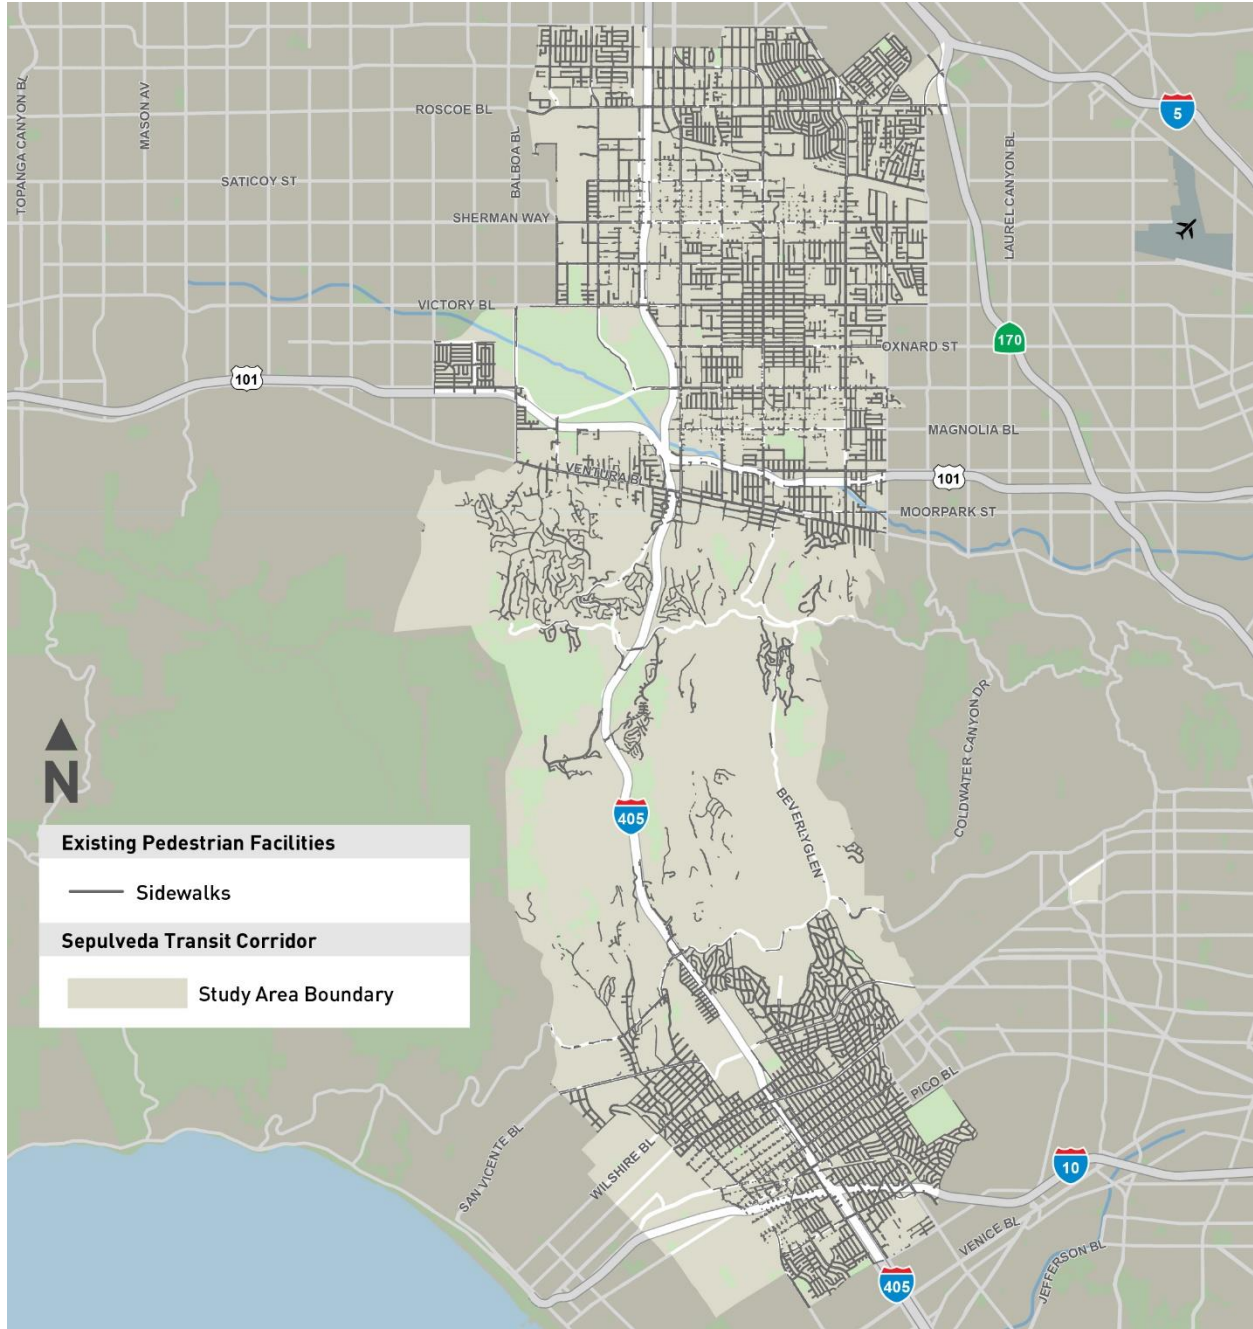 TOPANGA CANYON BL
MASON AV
ROSCOE BL
BALBOA BL
SATICOY ST
SHERMAN WAY
5
LAUREL CANYON BL
VICTORY BL
OXNARD ST
170
101
MAGNOLIA BL
VENTURA BL
101
MOORPARK ST
COLDWATER CANYON DR
N
405
BEVERLYGLEN
Existing Pedestrian Facilities
Sidewalks
Sepulveda Transit Corridor
Study Area Boundary
PICO BL
SAN VICENTE BL
WILSHIRE BL
10
VENICE BL
JEFFERSON BL
405